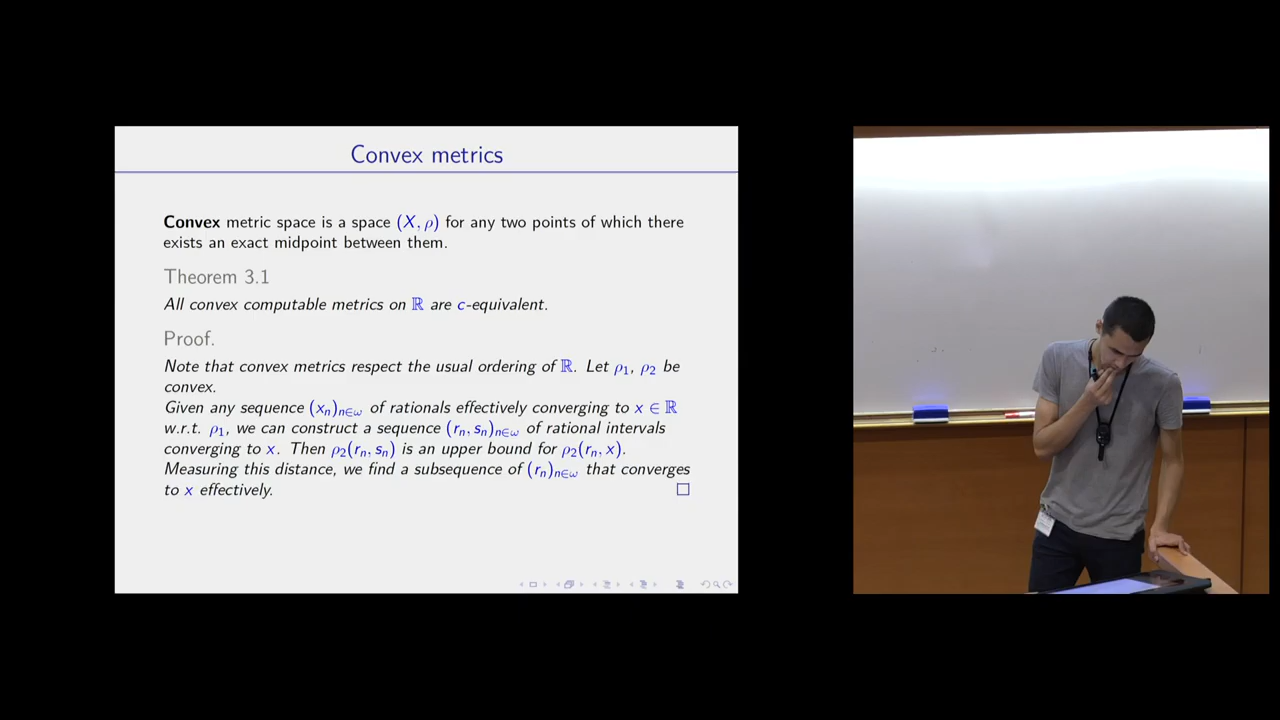 Convex metrics
Convex metric space is a space (X, ρ) for any two points of which there
exists an exact midpoint between them.
Theorem 3.1
All convex computable metrics on ℝ are c-equivalent.
Proof.
Note that convex metrics respect the usual ordering of ℝ. Let ρ₁, ρ₂ be
convex.
Given any sequence (xₙ)ₙ∈ω of rationals effectively converging to x ∈ ℝ
w.r.t. ρ₁, we can construct a sequence (rₙ, sₙ)ₙ∈ω of rational intervals
converging to x. Then ρ₂(rₙ, sₙ) is an upper bound for ρ₂(rₙ, x).
Measuring this distance, we find a subsequence of (rₙ)ₙ∈ω that converges
to x effectively. □